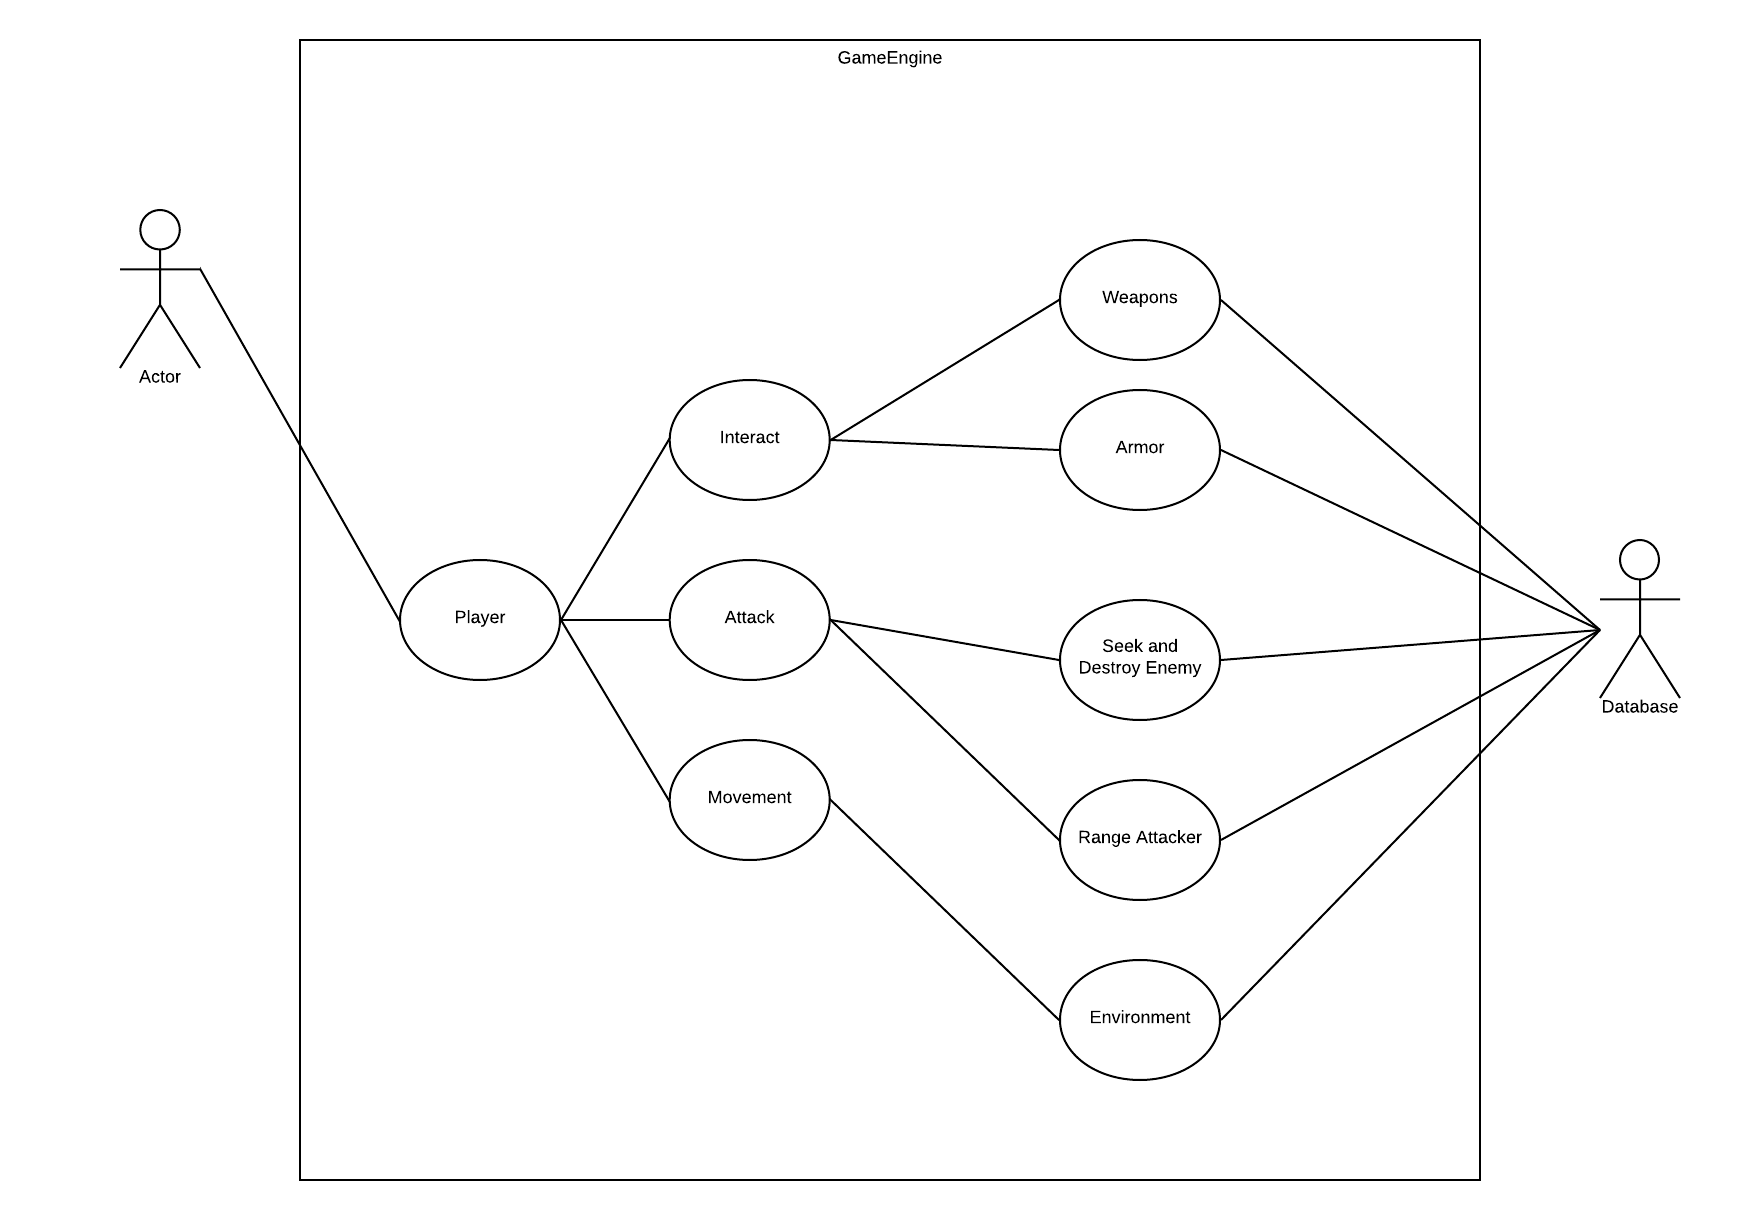 GameEngine
Actor
Weapons
Interact
Armor
Player
Attack
Seek and
Destroy Enemy
Database
Movement
Range Attacker
Environment